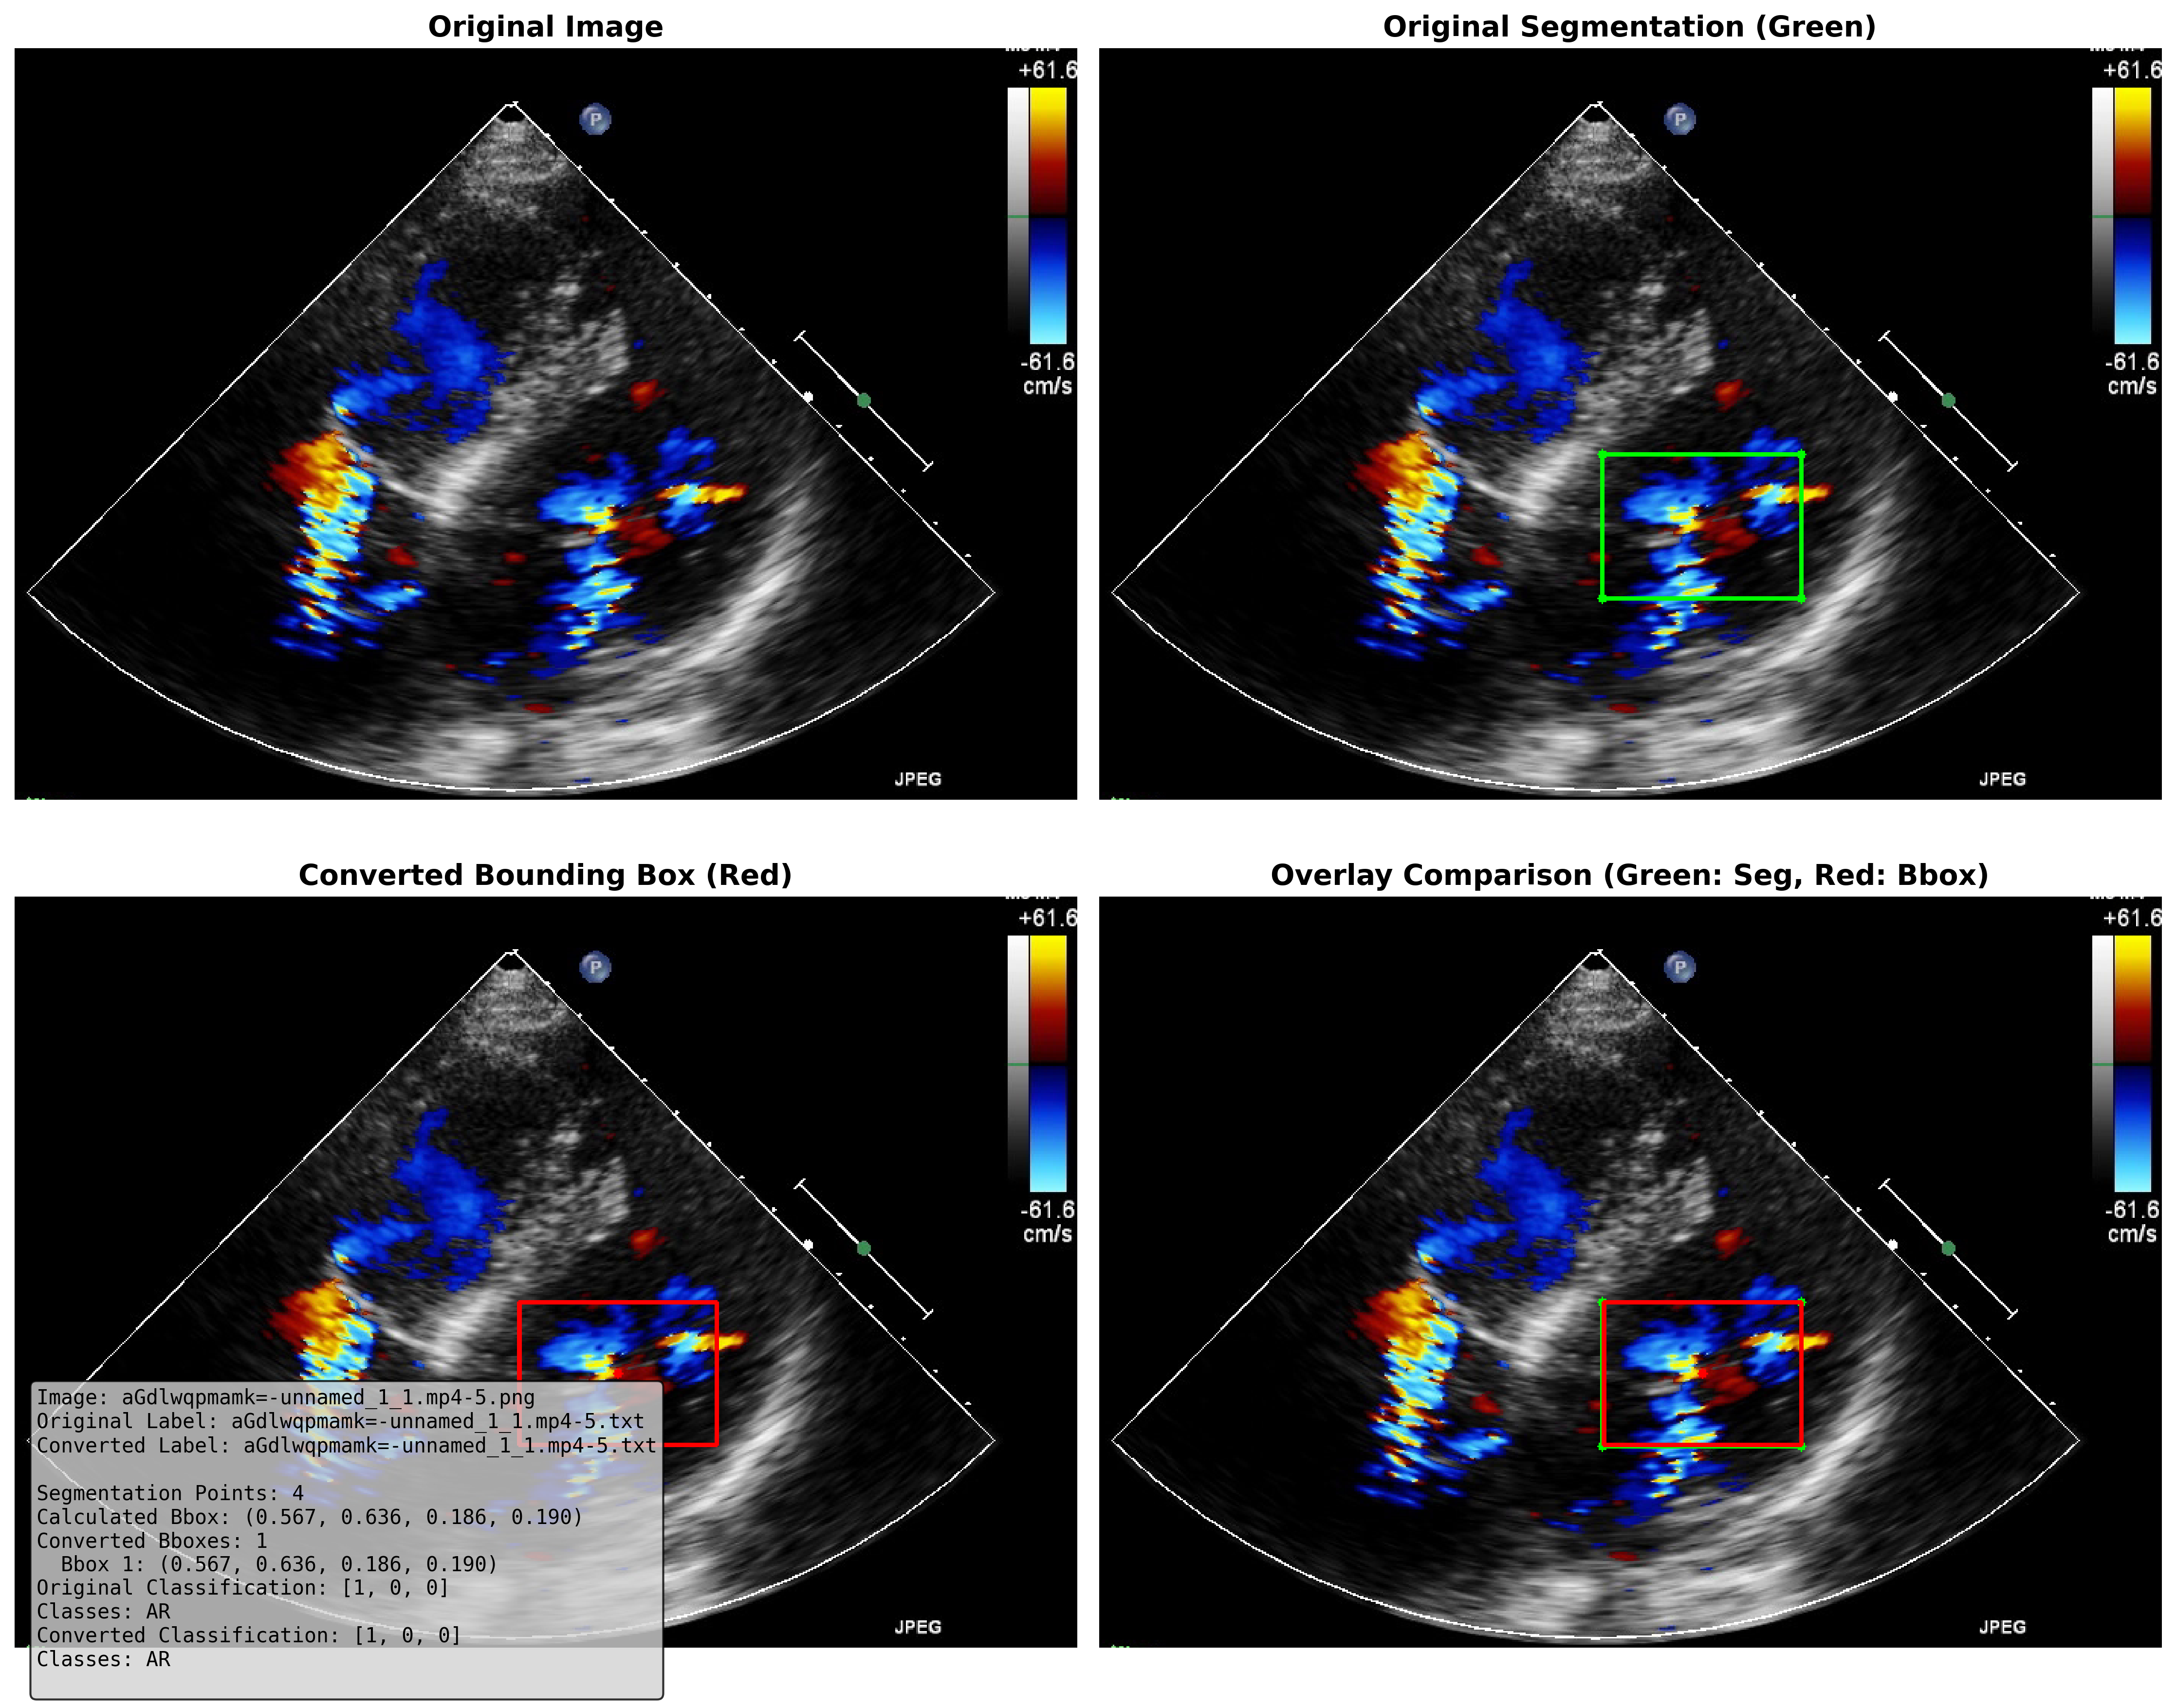 Original Image
Original Segmentation (Green)
+61.6
-61.6
cm/s
P
JPEG
+61.6
-61.6
cm/s
P
JPEG
Converted Bounding Box (Red)
Overlay Comparison (Green: Seg, Red: Bbox)
+61.6
-61.6
cm/s
P
JPEG
+61.6
-61.6
cm/s
P
JPEG
Image: aGdlwqpmamk=-unnamed_1_1.mp4-5.png
Original Label: aGdlwqpmamk=-unnamed_1_1.mp4-5.txt
Converted Label: aGdlwqpmamk=-unnamed_1_1.mp4-5.txt
Segmentation Points: 4
Calculated Bbox: (0.567, 0.636, 0.186, 0.190)
Converted Bboxes: 1
Bbox 1: (0.567, 0.636, 0.186, 0.190)
Original Classification: [1, 0, 0]
Classes: AR
Converted Classification: [1, 0, 0]
Classes: AR